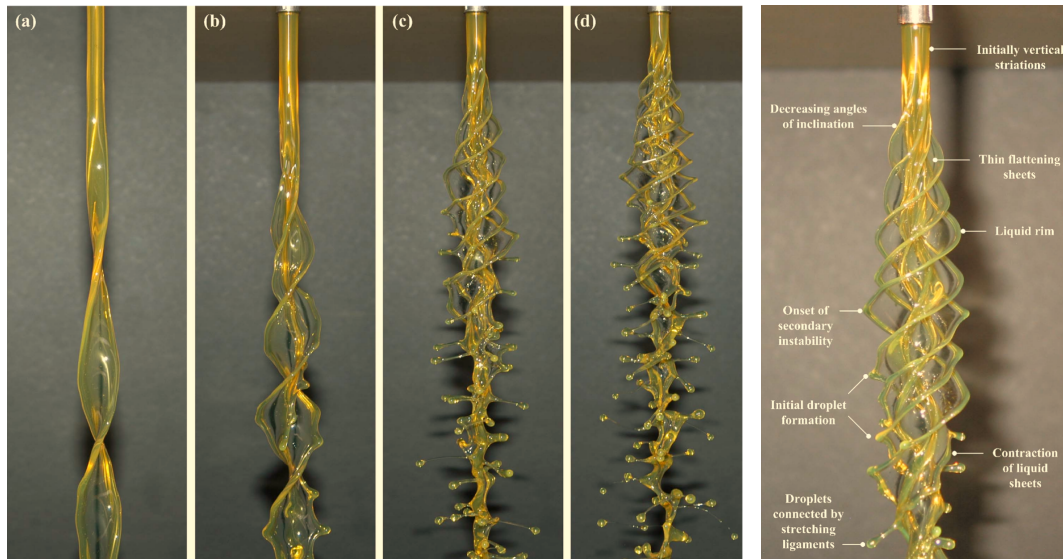 (a)
(b)
(c)
(d)
Initially vertical
striations
Decreasing angles
of inclination
Thin flattening
sheets
Liquid rim
Onset of
secondary
instability
Initial droplet
formation
Contraction
of liquid
sheets
Droplets
connected by
stretching
ligaments